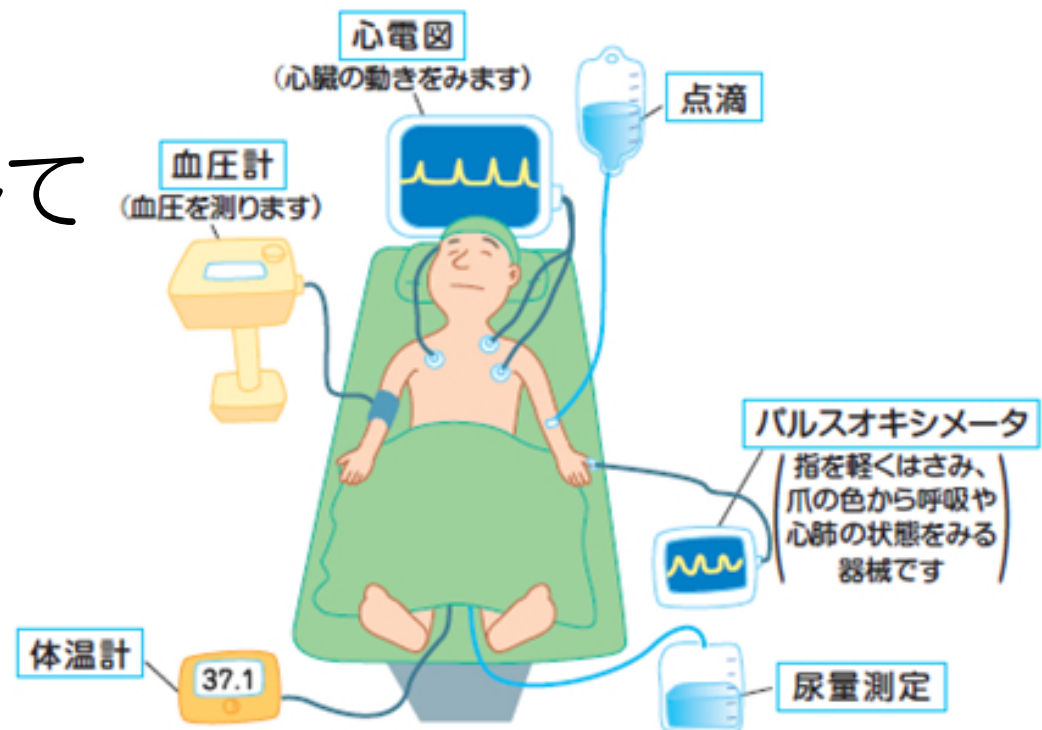 心電図
(心臓の動きをみます)
点滴
て
血圧計
(血圧を測ります)
パルスオキシメータ
指を軽くはさみ、
爪の色から呼吸や
心肺の状態をみる
器械です
体温計
37.1
尿量測定